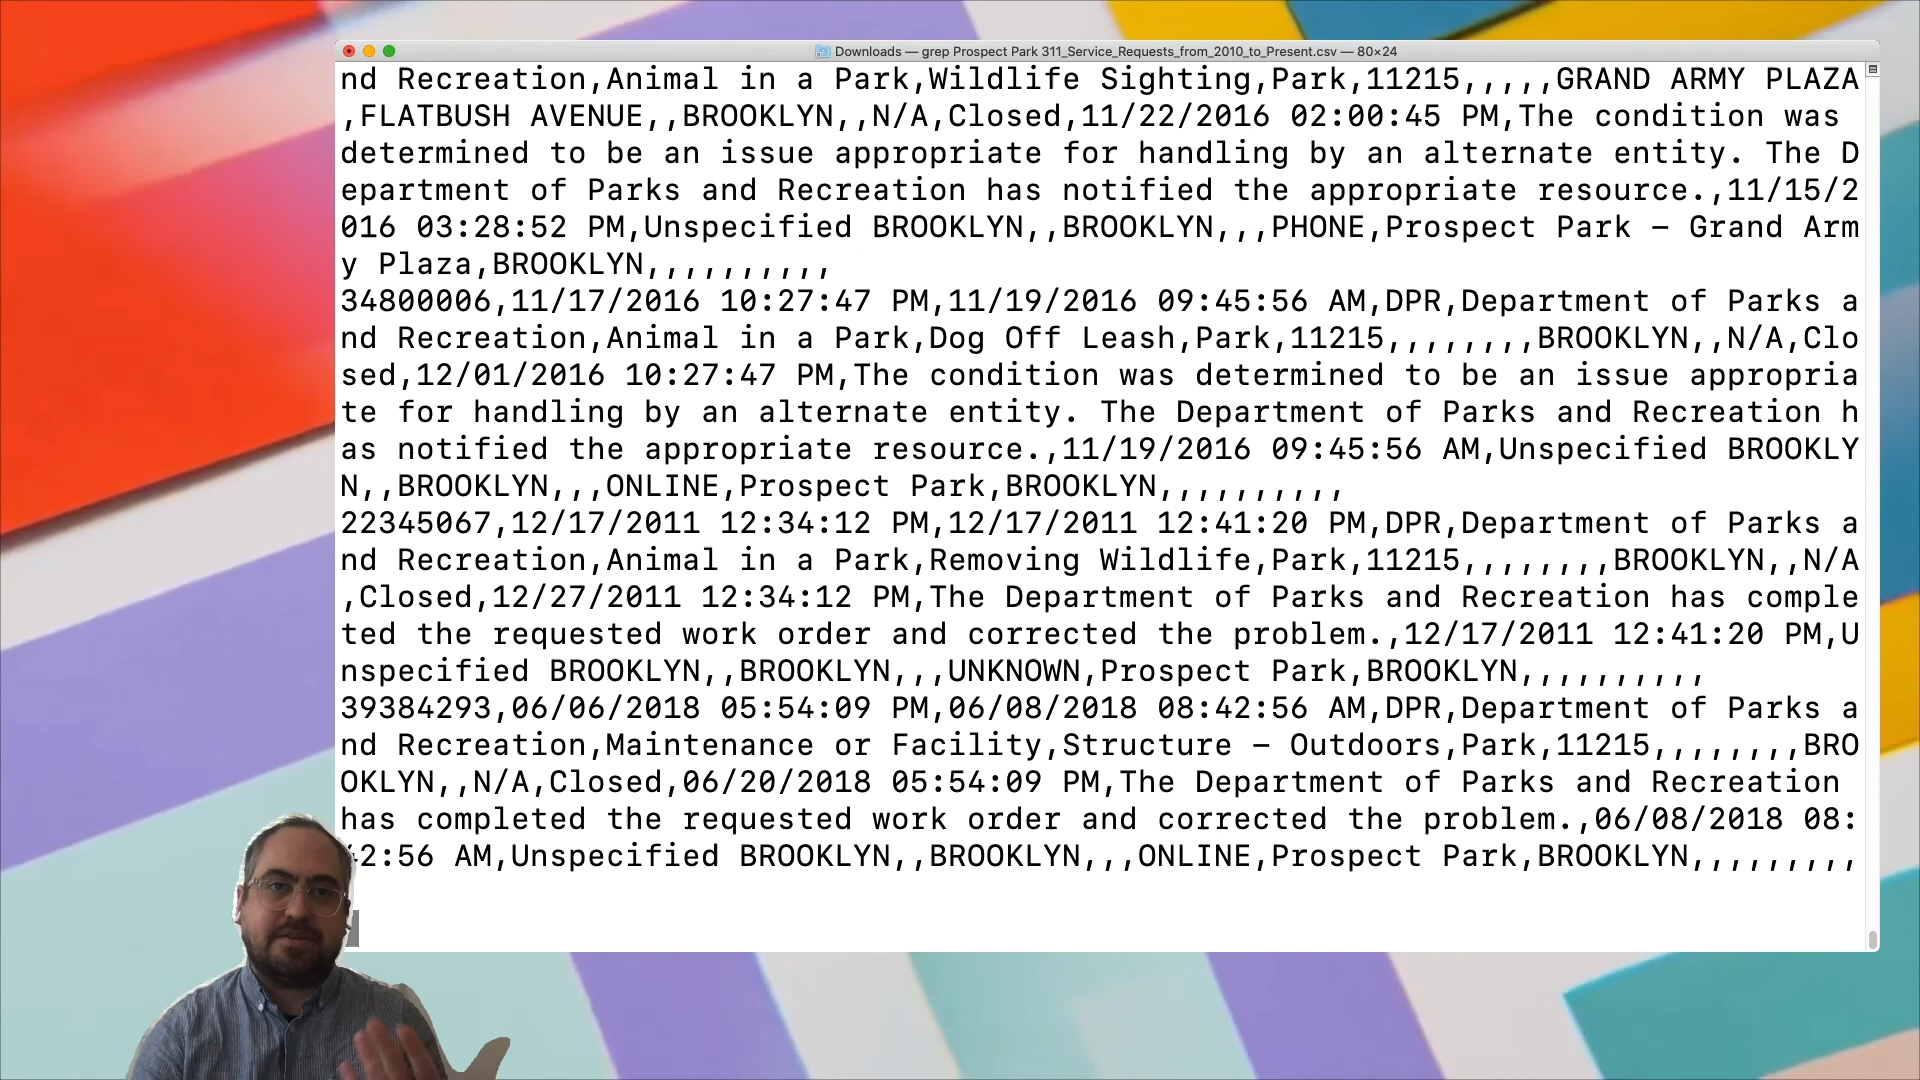 Downloads — grep Prospect Park 311_Service_Requests_from_2010_to_Present.csv — 80×24
nd Recreation,Animal in a Park,Wildlife Sighting,Park,11215,,,,,GRAND ARMY PLAZA
,FLATBUSH AVENUE,,BROOKLYN,,N/A,Closed,11/22/2016 02:00:45 PM,The condition was
determined to be an issue appropriate for handling by an alternate entity. The D
epartment of Parks and Recreation has notified the appropriate resource.,11/15/2
016 03:28:52 PM,Unspecified BROOKLYN,,BROOKLYN,,,PHONE,Prospect Park – Grand Arm
y Plaza,BROOKLYN,,,,,,,,,,
34800006,11/17/2016 10:27:47 PM,11/19/2016 09:45:56 AM,DPR,Department of Parks a
nd Recreation,Animal in a Park,Dog Off Leash,Park,11215,,,,,,,,BROOKLYN,,N/A,Clo
sed,12/01/2016 10:27:47 PM,The condition was determined to be an issue appropria
te for handling by an alternate entity. The Department of Parks and Recreation h
as notified the appropriate resource.,11/19/2016 09:45:56 AM,Unspecified BROOKLY
N,,BROOKLYN,,,ONLINE,Prospect Park,BROOKLYN,,,,,,,,,,
22345067,12/17/2011 12:34:12 PM,12/17/2011 12:41:20 PM,DPR,Department of Parks a
nd Recreation,Animal in a Park,Removing Wildlife,Park,11215,,,,,,,,BROOKLYN,,N/A
,Closed,12/27/2011 12:34:12 PM,The Department of Parks and Recreation has comple
ted the requested work order and corrected the problem.,12/17/2011 12:41:20 PM,U
nspecified BROOKLYN,,BROOKLYN,,,UNKNOWN,Prospect Park,BROOKLYN,,,,,,,,,,
39384293,06/06/2018 05:54:09 PM,06/08/2018 08:42:56 AM,DPR,Department of Parks a
nd Recreation,Maintenance or Facility,Structure – Outdoors,Park,11215,,,,,,,,BRO
OKLYN,,N/A,Closed,06/20/2018 05:54:09 PM,The Department of Parks and Recreation
has completed the requested work order and corrected the problem.,06/08/2018 08:
42:56 AM,Unspecified BROOKLYN,,BROOKLYN,,,ONLINE,Prospect Park,BROOKLYN,,,,,,,,,